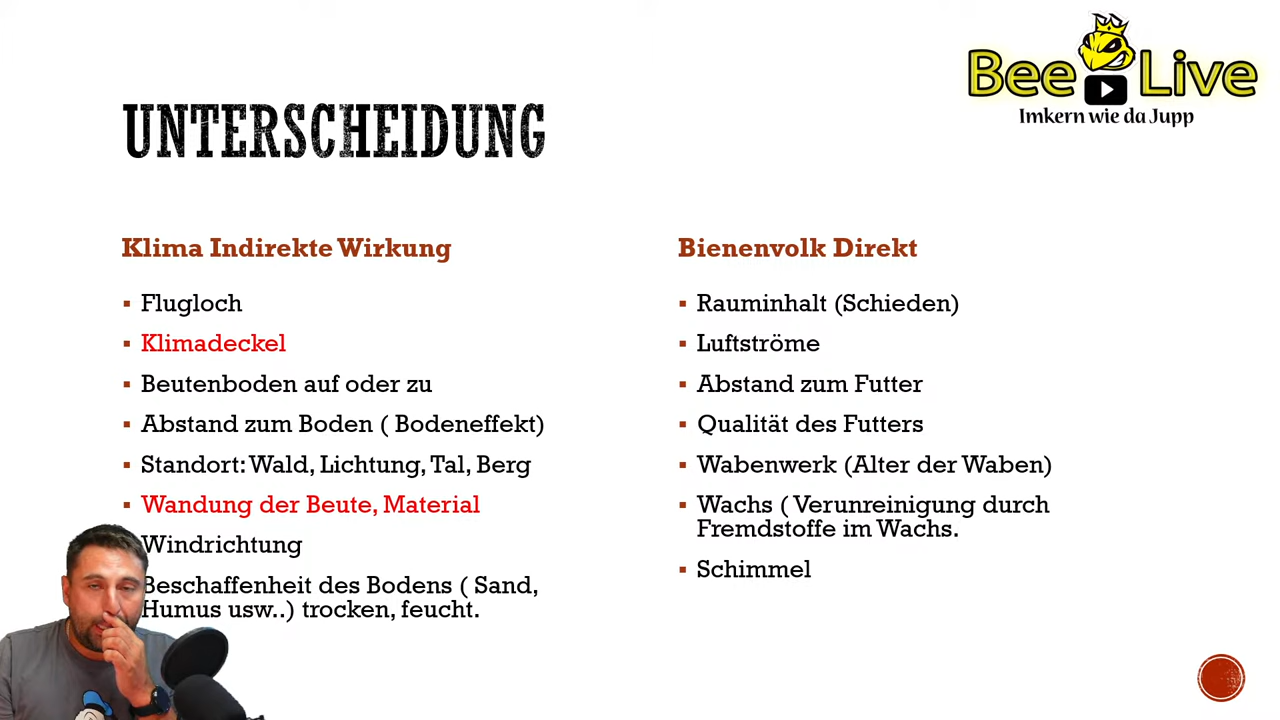 Bee Live
Imkern wie da Jupp
UNTERSCHEIDUNG
Klima Indirekte Wirkung
Flugloch
Klimadeckel
Beutenboden auf oder zu
Abstand zum Boden ( Bodeneffekt)
Standort: Wald, Lichtung, Tal, Berg
Wandung der Beute, Material
Windrichtung
Beschaffenheit des Bodens ( Sand,
Humus usw..) trocken, feucht.
Bienenvolk Direkt
Rauminhalt (Schieden)
Luftströme
Abstand zum Futter
Qualität des Futters
Wabenwerk (Alter der Waben)
Wachs ( Verunreinigung durch
Fremdstoffe im Wachs.
Schimmel